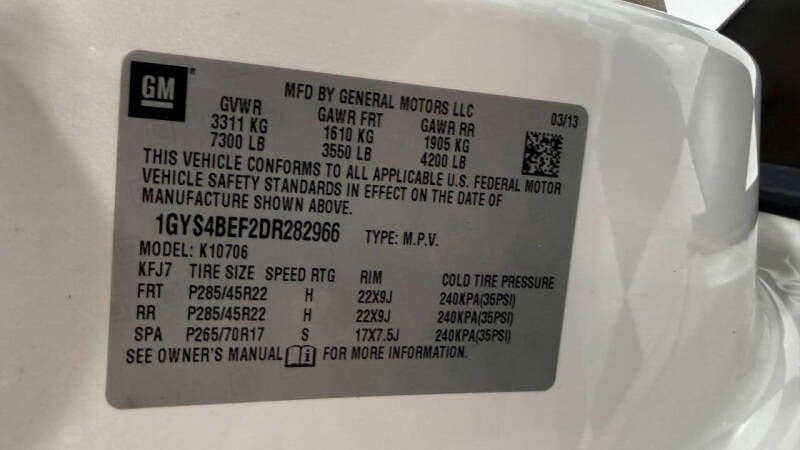 GM ®
MFD BY GENERAL MOTORS LLC
03/13
GVWR GAWR FRT GAWR RR
3311 KG 1610 KG 1905 KG
7300 LB 3550 LB 4200 LB
THIS VEHICLE CONFORMS TO ALL APPLICABLE U.S. FEDERAL MOTOR
VEHICLE SAFETY STANDARDS IN EFFECT ON THE DATE OF
MANUFACTURE SHOWN ABOVE.
1GYS4BEF2DR282966 TYPE: M.P.V.
MODEL: K10706
KFJ7 TIRE SIZE SPEED RTG RIM COLD TIRE PRESSURE
FRT P285/45R22 H 22X9J 240KPA(35PSI)
RR P285/45R22 H 22X9J 240KPA(35PSI)
SPA P265/70R17 S 17X7.5J 240KPA(35PSI)
SEE OWNER'S MANUAL FOR MORE INFORMATION.